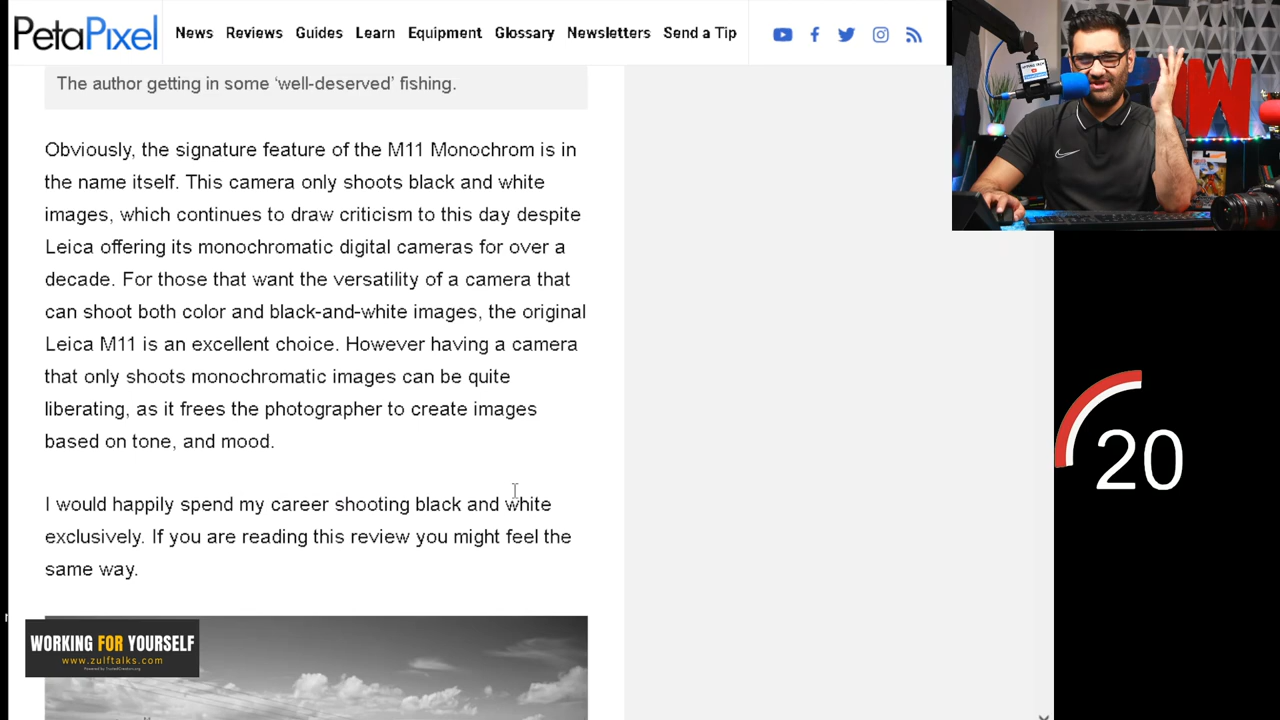 PetaPixel
News Reviews Guides Learn Equipment Glossary Newsletters Send a Tip
The author getting in some ‘well-deserved’ fishing.
Obviously, the signature feature of the M11 Monochrom is in
the name itself. This camera only shoots black and white
images, which continues to draw criticism to this day despite
Leica offering its monochromatic digital cameras for over a
decade. For those that want the versatility of a camera that
can shoot both color and black-and-white images, the original
Leica M11 is an excellent choice. However having a camera
that only shoots monochromatic images can be quite
liberating, as it frees the photographer to create images
based on tone, and mood.
I would happily spend my career shooting black and white
exclusively. If you are reading this review you might feel the
same way.
WORKING FOR YOURSELF
www.zulftalks.com
20